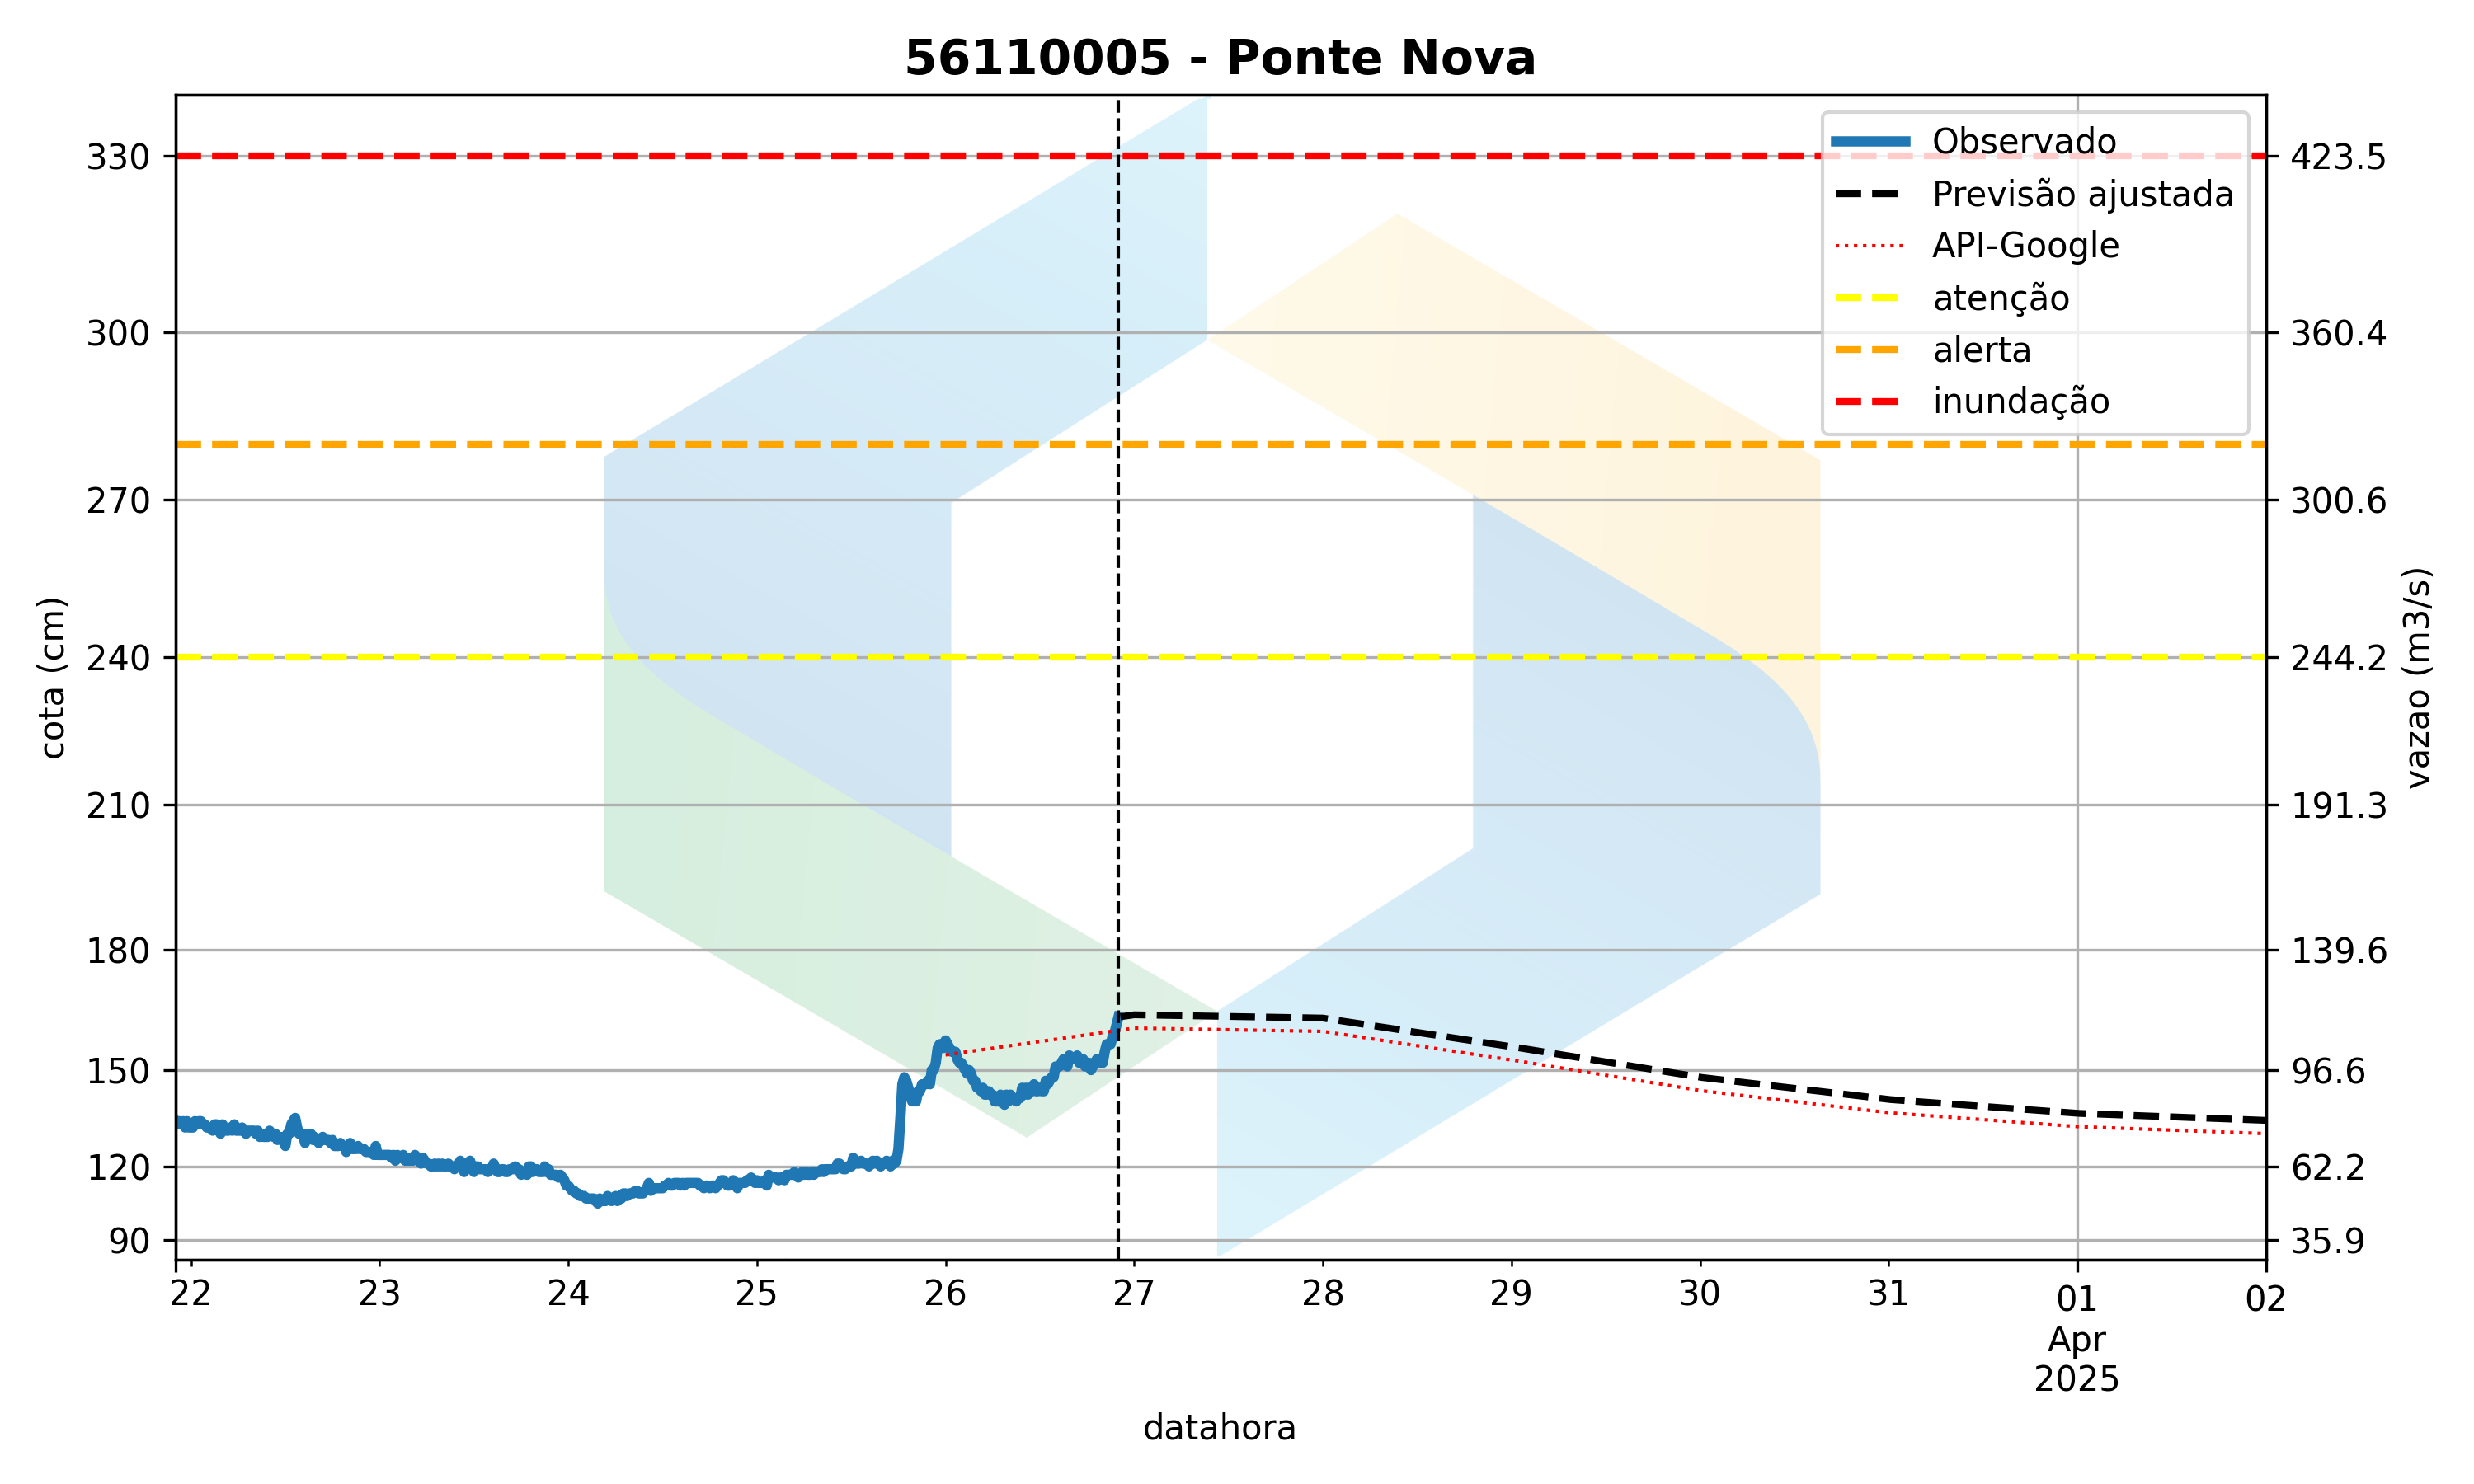 56110005 - Ponte Nova
Observado
Previsão ajustada
API-Google
atenção
alerta
inundação
330
300
270
240
210
180
150
120
90
cota (cm)
423.5
360.4
300.6
244.2
191.3
139.6
96.6
62.2
35.9
vazao (m3/s)
22 23 24 25 26 27 28 29 30 31 01 02
Apr
2025
datahora